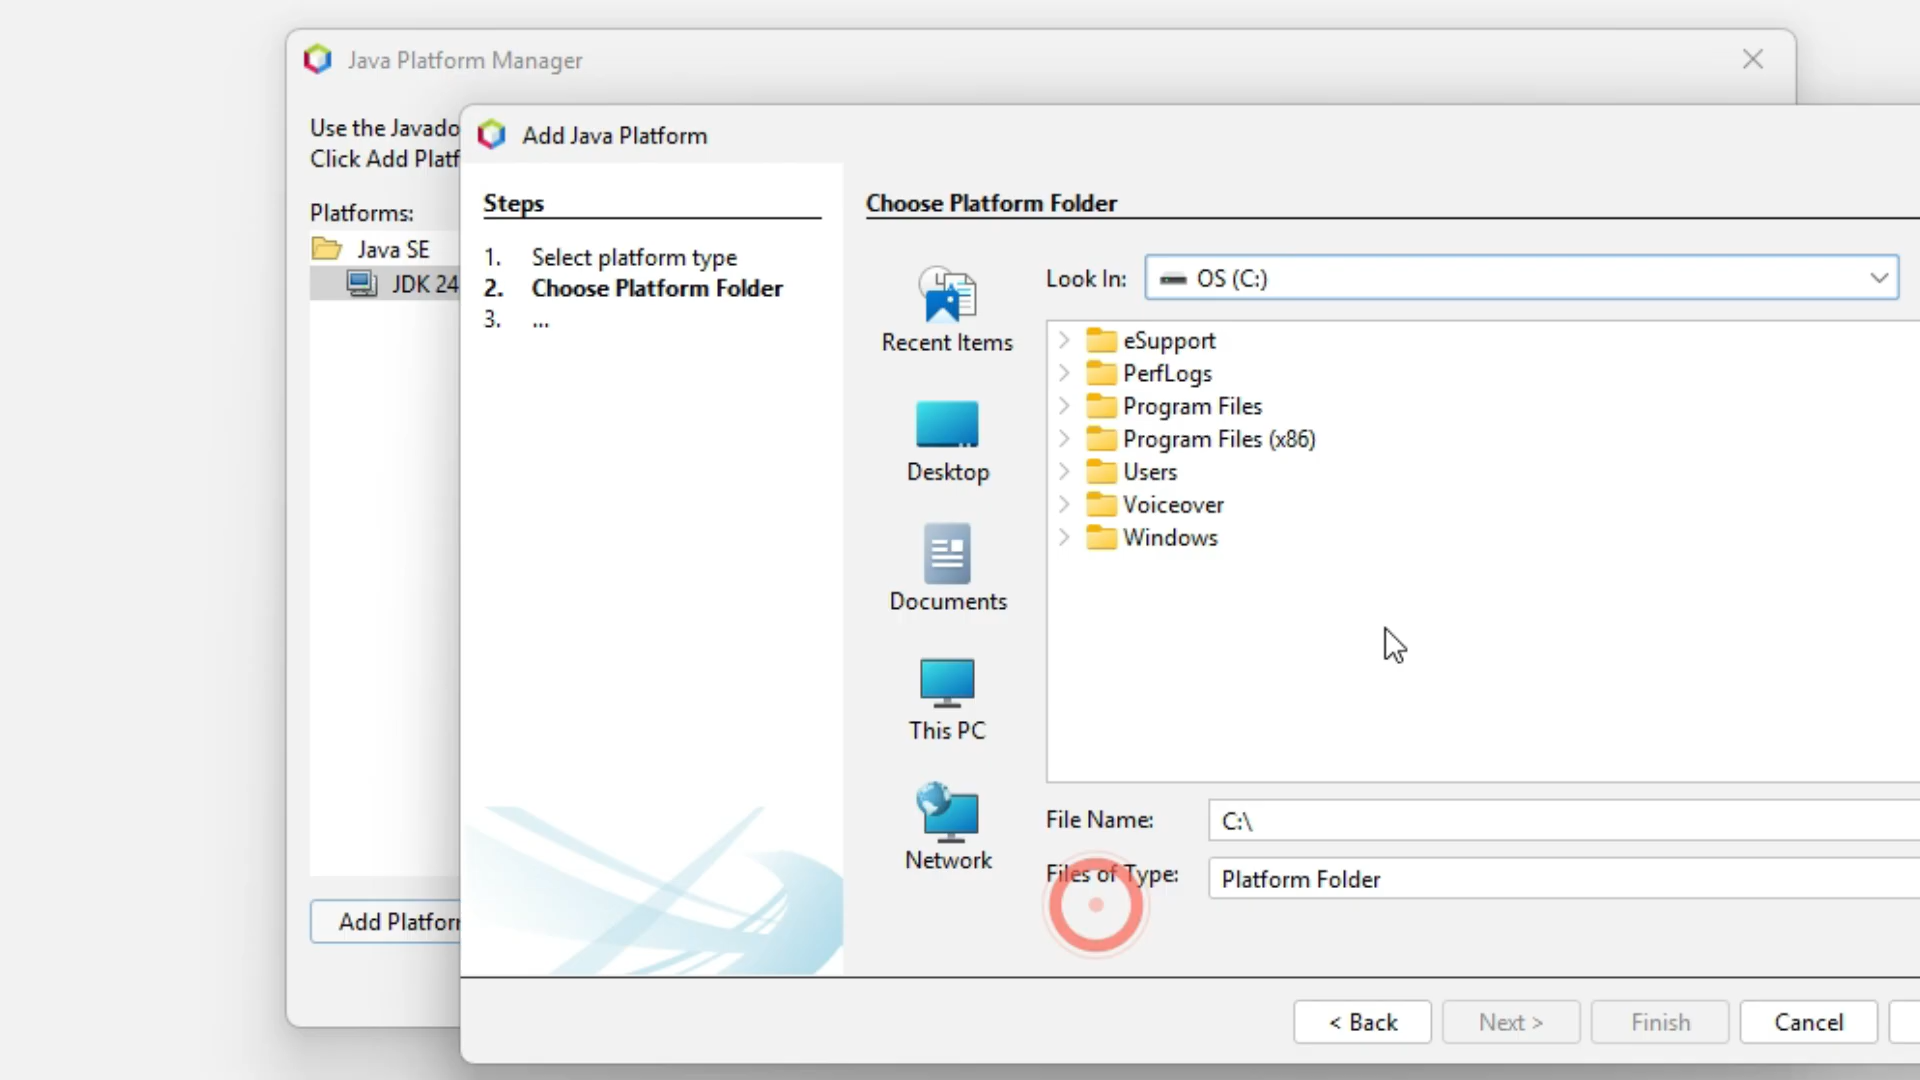 Java Platform Manager
Use the Javado
Click Add Platf
Platforms:
Java SE
JDK 24
Add Platforr
Add Java Platform
Steps
1. Select platform type
2. Choose Platform Folder
3. ...
Choose Platform Folder
Look In: OS (C:)
Recent Items
Desktop
Documents
This PC
Network
eSupport
PerfLogs
Program Files
Program Files (x86)
Users
Voiceover
Windows
File Name: C:\
Files of Type: Platform Folder
< Back
Next >
Finish
Cancel